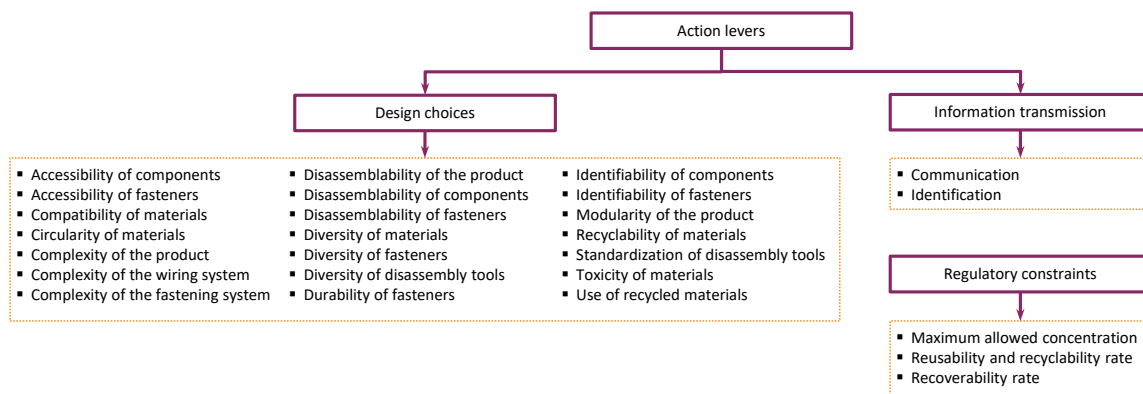 Action levers
Design choices
Information transmission
▪ Accessibility of components
▪ Accessibility of fasteners
▪ Compatibility of materials
▪ Circularity of materials
▪ Complexity of the product
▪ Complexity of the wiring system
▪ Complexity of the fastening system
▪ Disassemblability of the product
▪ Disassemblability of components
▪ Disassemblability of fasteners
▪ Diversity of materials
▪ Diversity of fasteners
▪ Diversity of disassembly tools
▪ Durability of fasteners
▪ Identifiability of components
▪ Identifiability of fasteners
▪ Modularity of the product
▪ Recyclability of materials
▪ Standardization of disassembly tools
▪ Toxicity of materials
▪ Use of recycled materials
▪ Communication
▪ Identification
Regulatory constraints
▪ Maximum allowed concentration
▪ Reusability and recyclability rate
▪ Recoverability rate